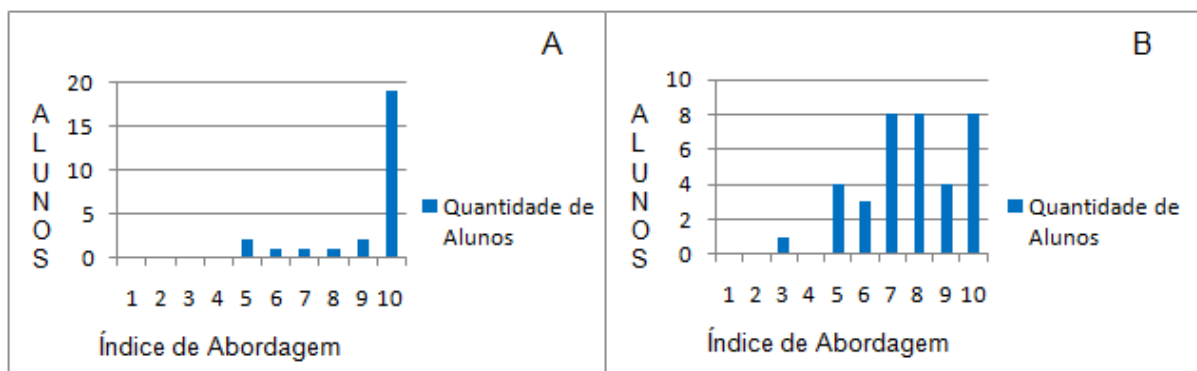 A
20
15
10
5
0
ALUNOS
1 2 3 4 5 6 7 8 9 10
Índice de Abordagem
Quantidade de
Alunos
B
10
8
6
4
2
0
ALUNOS
1 2 3 4 5 6 7 8 9 10
Índice de Abordagem
Quantidade de
Alunos